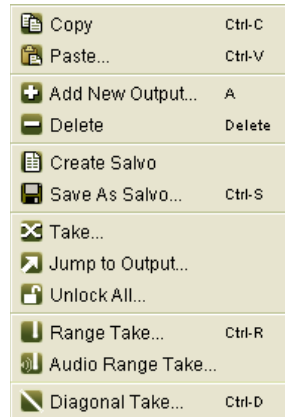 Copy Ctrl-C
Paste... Ctrl-V
Add New Output... A
Delete Delete
Create Salvo
Save As Salvo... Ctrl-S
Take...
Jump to Output...
Unlock All...
Range Take... Ctrl-R
Audio Range Take...
Diagonal Take... Ctrl-D